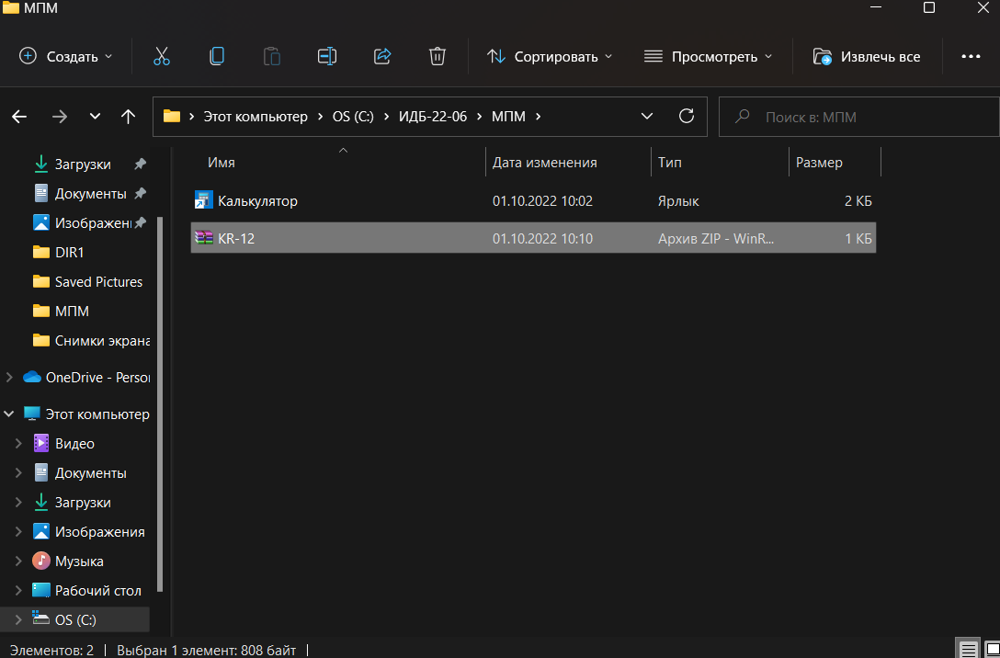 МПМ
Создать Сортировать Просмотреть Извлечь все
Этот компьютер OS (C:) ИДБ-22-06 МПМ Поиск в: МПМ
Имя Дата изменения Тип Размер
Калькулятор 01.10.2022 10:02 Ярлык 2 КБ
KR-12 01.10.2022 10:10 Архив ZIP - WinR... 1 КБ
Загрузки
Документы
Изображени
DIR1
Saved Pictures
МПМ
Снимки экрана
OneDrive - Person
Этот компьютер
Видео
Документы
Загрузки
Изображения
Музыка
Рабочий стол
OS (C:)
Элементов: 2 Выбран 1 элемент: 808 байт